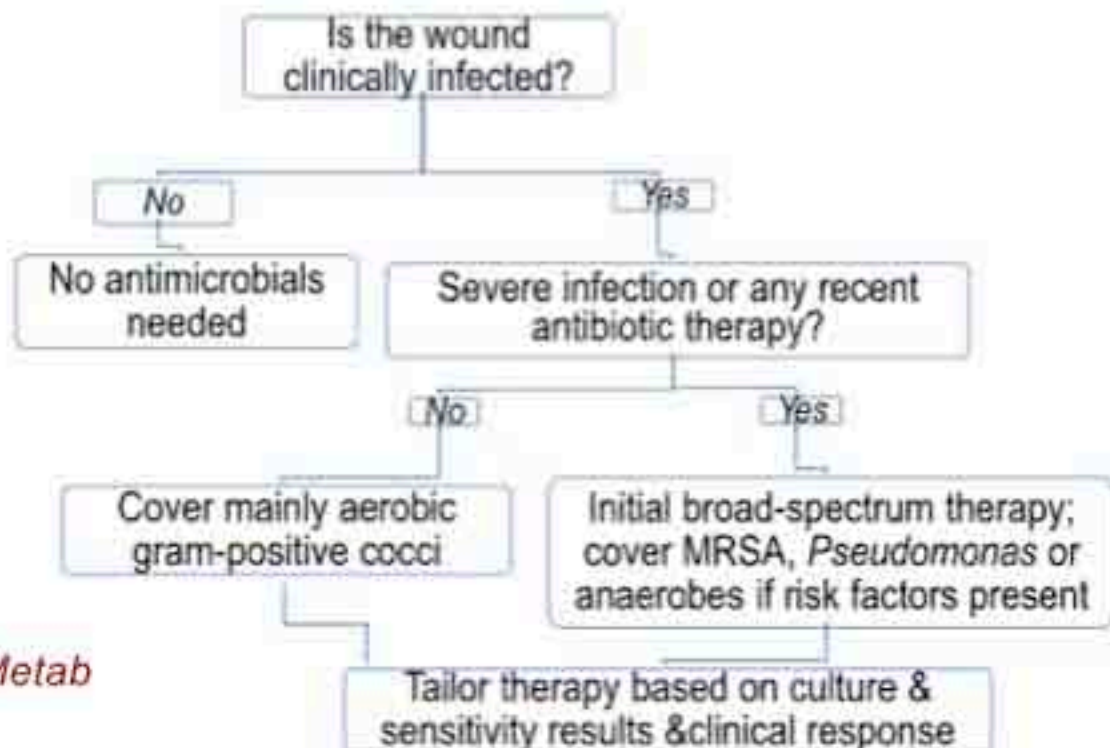 Is the wound
clinically infected?
No
Yes
No antimicrobials
needed
Severe infection or any recent
antibiotic therapy?
No
Yes
Cover mainly aerobic
gram-positive cocci
Initial broad-spectrum therapy;
cover MRSA, Pseudomonas or
anaerobes if risk factors present
Metab
Tailor therapy based on culture &
sensitivity results &clinical response